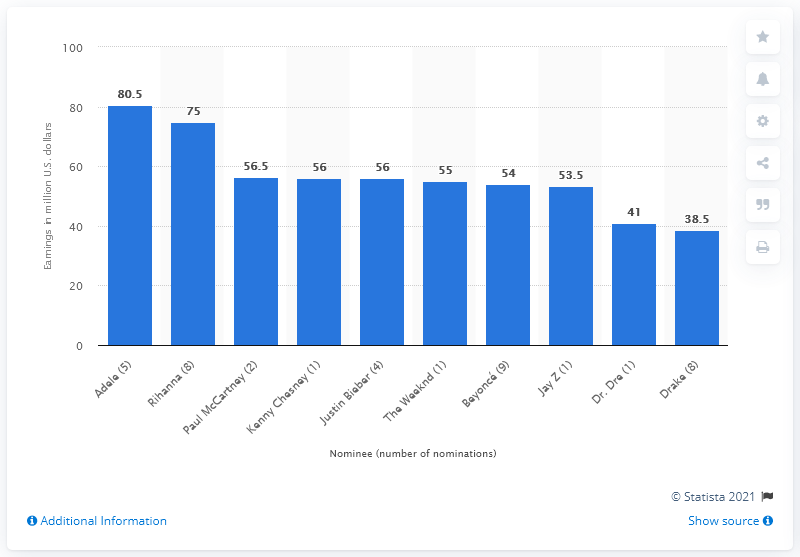 100
80
60
40
20
0
Earnings in million U.S. dollars
80.5
75
56.5
56
56
55
54
53.5
41
38.5
Adele (5)
Rihanna (8)
Paul McCartney (2)
Kenny Chesney (1)
Justin Bieber (4)
The Weeknd (1)
Beyoncé (9)
Jay Z (1)
Dr. Dre (1)
Drake (8)
Nominee (number of nominations)
© Statista 2021
Additional Information
Show source